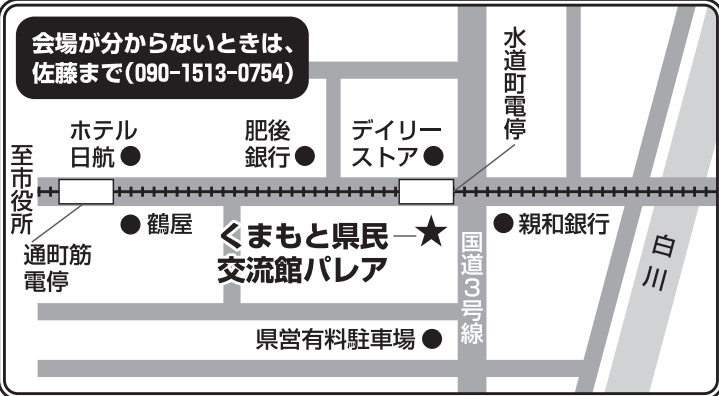 会場が分からないときは、
佐藤まで(090-1513-0754)
水道町電停
ホテル
日航
肥後
銀行
デイリー
ストア
至市役所
鶴屋
通町筋
電停
くまもと県民
交流館パレア
親和銀行
国道3号線
白川
県営有料駐車場